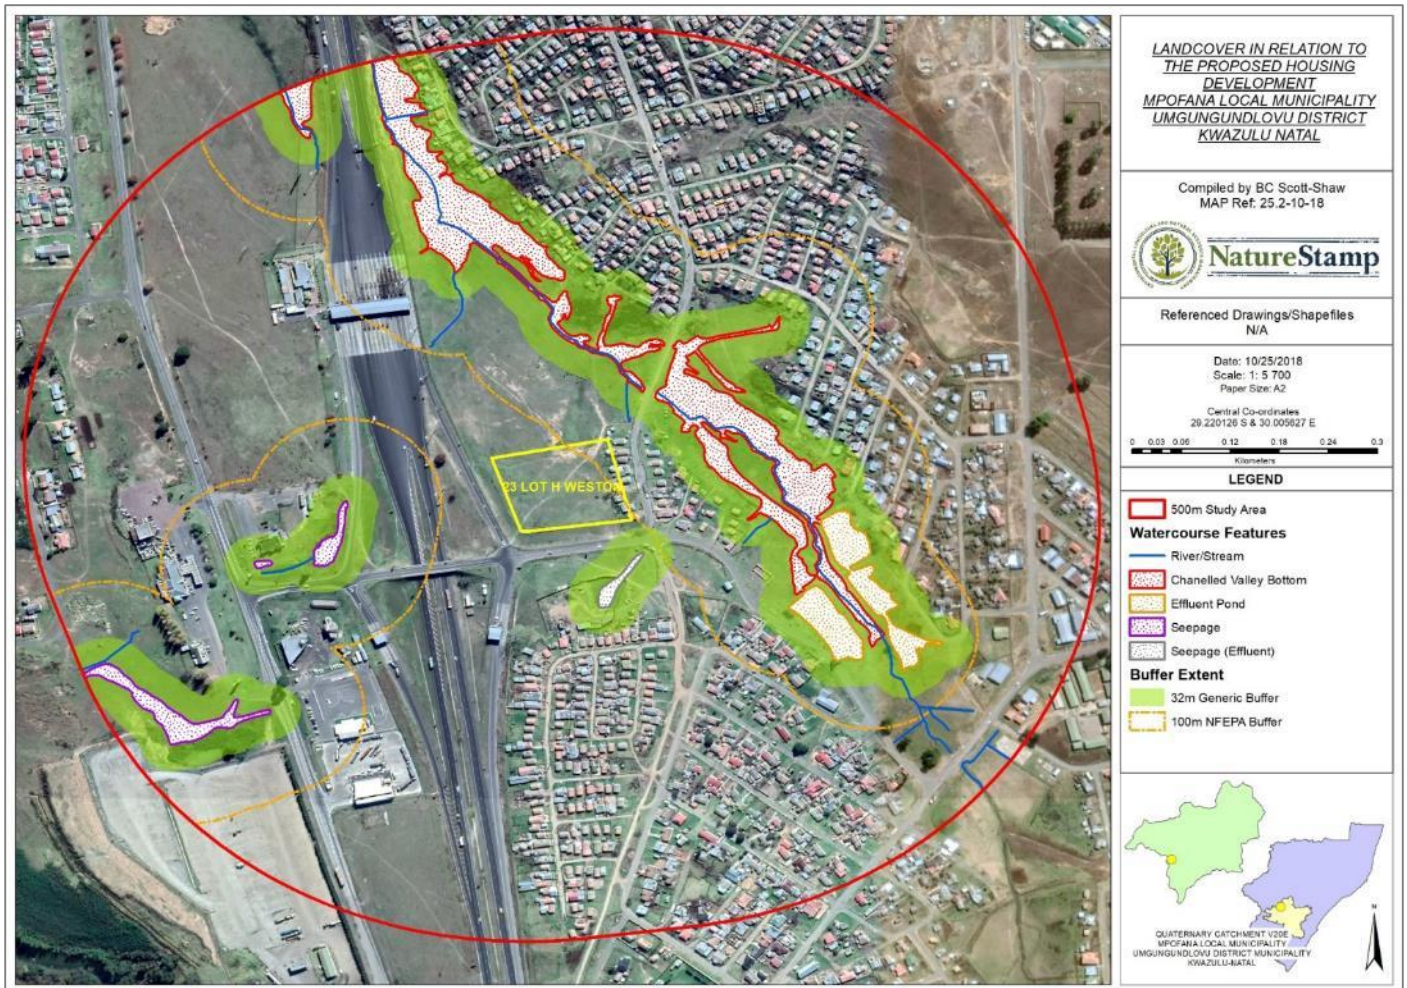 LANDCOVER IN RELATION TO
THE PROPOSED HOUSING
DEVELOPMENT
MPOFANA LOCAL MUNICIPALITY
UMGUNGUNDLOVU DISTRICT
KWAZULU NATAL
Compiled by BC Scott-Shaw
MAP Ref: 25.2-10-18
NatureStamp
Referenced Drawings/Shapefiles
N/A
Date: 10/25/2018
Scale: 1: 5 700
Paper Size: A2
Central Co-ordinates
29.220126 S & 30.005627 E
0 0.03 0.06 0.12 0.18 0.24 0.3
Kilometers
LEGEND
500m Study Area
Watercourse Features
River/Stream
Chanelled Valley Bottom
Effluent Pond
Seepage
Seepage (Effluent)
Buffer Extent
32m Generic Buffer
100m NFEPA Buffer
23 LOT H WESTON
N
QUATERNARY CATCHMENT V20E
MPOFANA LOCAL MUNICIPALITY
UMGUNGUNDLOVU DISTRICT MUNICIPALITY
KWAZULU-NATAL